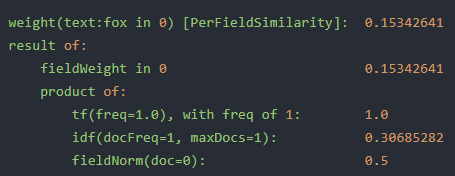 weight(text:fox in 0) [PerFieldSimilarity]:  0.15342641
result of:
    fieldWeight in 0                         0.15342641
    product of:
        tf(freq=1.0), with freq of 1:        1.0
        idf(docFreq=1, maxDocs=1):           0.30685282
        fieldNorm(doc=0):                    0.5